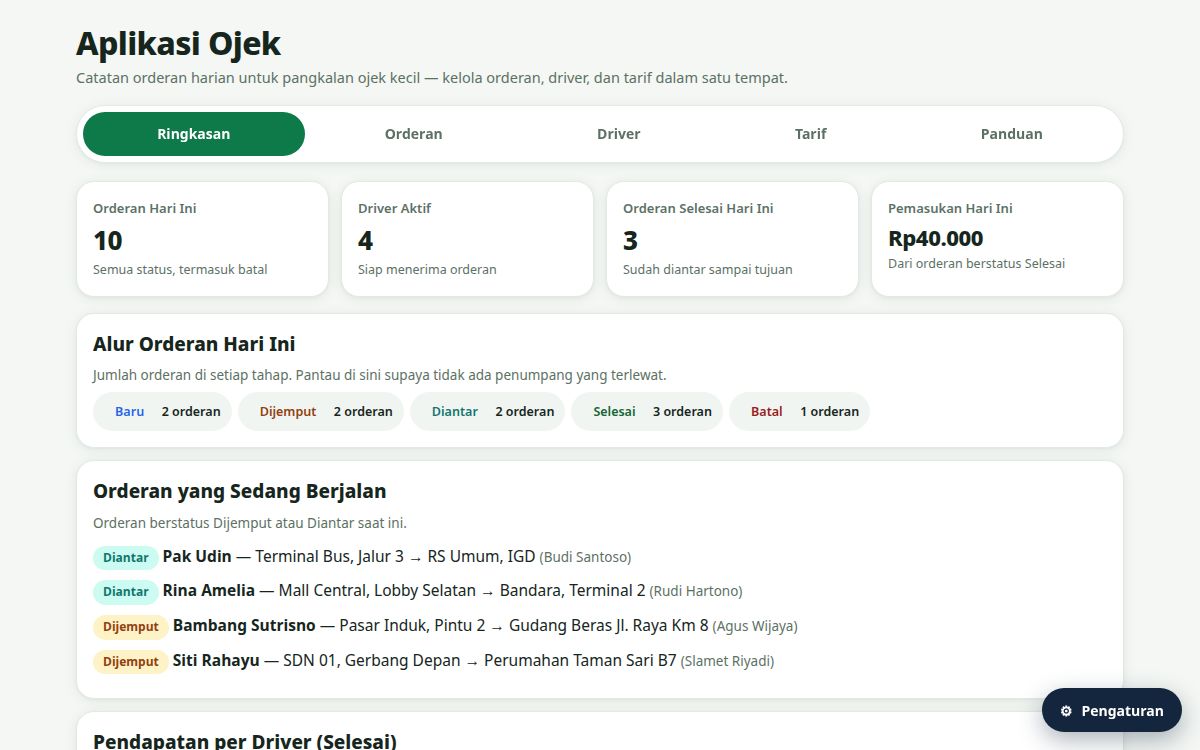 Aplikasi Ojek
Catatan orderan harian untuk pangkalan ojek kecil — kelola orderan, driver, dan tarif dalam satu tempat.
Ringkasan Orderan Driver Tarif Panduan
Orderan Hari Ini
10
Semua status, termasuk batal
Driver Aktif
4
Siap menerima orderan
Orderan Selesai Hari Ini
3
Sudah diantar sampai tujuan
Pemasukan Hari Ini
Rp40.000
Dari orderan berstatus Selesai
Alur Orderan Hari Ini
Jumlah orderan di setiap tahap. Pantau di sini supaya tidak ada penumpang yang terlewat.
Baru 2 orderan Dijemput 2 orderan Diantar 2 orderan Selesai 3 orderan Batal 1 orderan
Orderan yang Sedang Berjalan
Orderan berstatus Dijemput atau Diantar saat ini.
Diantar Pak Udin — Terminal Bus, Jalur 3 → RS Umum, IGD (Budi Santoso)
Diantar Rina Amelia — Mall Central, Lobby Selatan → Bandara, Terminal 2 (Rudi Hartono)
Dijemput Bambang Sutrisno — Pasar Induk, Pintu 2 → Gudang Beras Jl. Raya Km 8 (Agus Wijaya)
Dijemput Siti Rahayu — SDN 01, Gerbang Depan → Perumahan Taman Sari B7 (Slamet Riyadi)
⚙ Pengaturan
Pendapatan per Driver (Selesai)